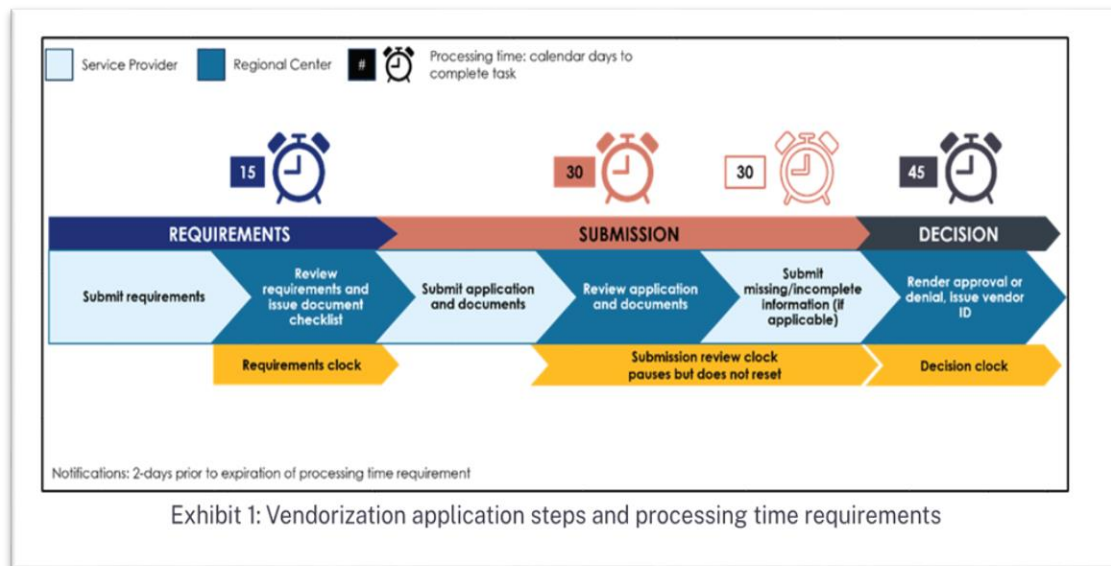 Service Provider
Regional Center
#
Processing time: calendar days to
complete task
15
30
30
45
REQUIREMENTS
SUBMISSION
DECISION
Submit requirements
Review
requirements and
issue document
checklist
Submit application
and documents
Review application
and documents
Submit
missing/incomplete
information (if
applicable)
Render approval or
denial, issue vendor
ID
Requirements clock
Submission review clock
pauses but does not reset
Decision clock
Notifications: 2-days prior to expiration of processing time requirement
Exhibit 1: Vendorization application steps and processing time requirements